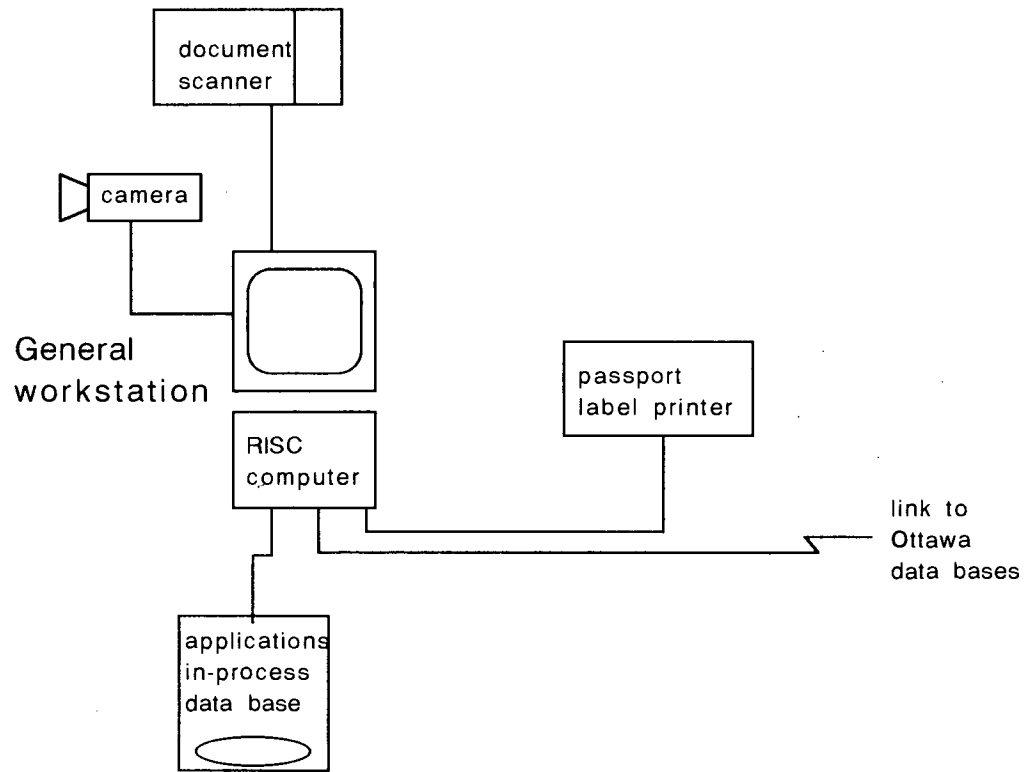 document
scanner
camera
General
workstation
RISC
computer
passport
label printer
link to
Ottawa
data bases
applications
in-process
data base